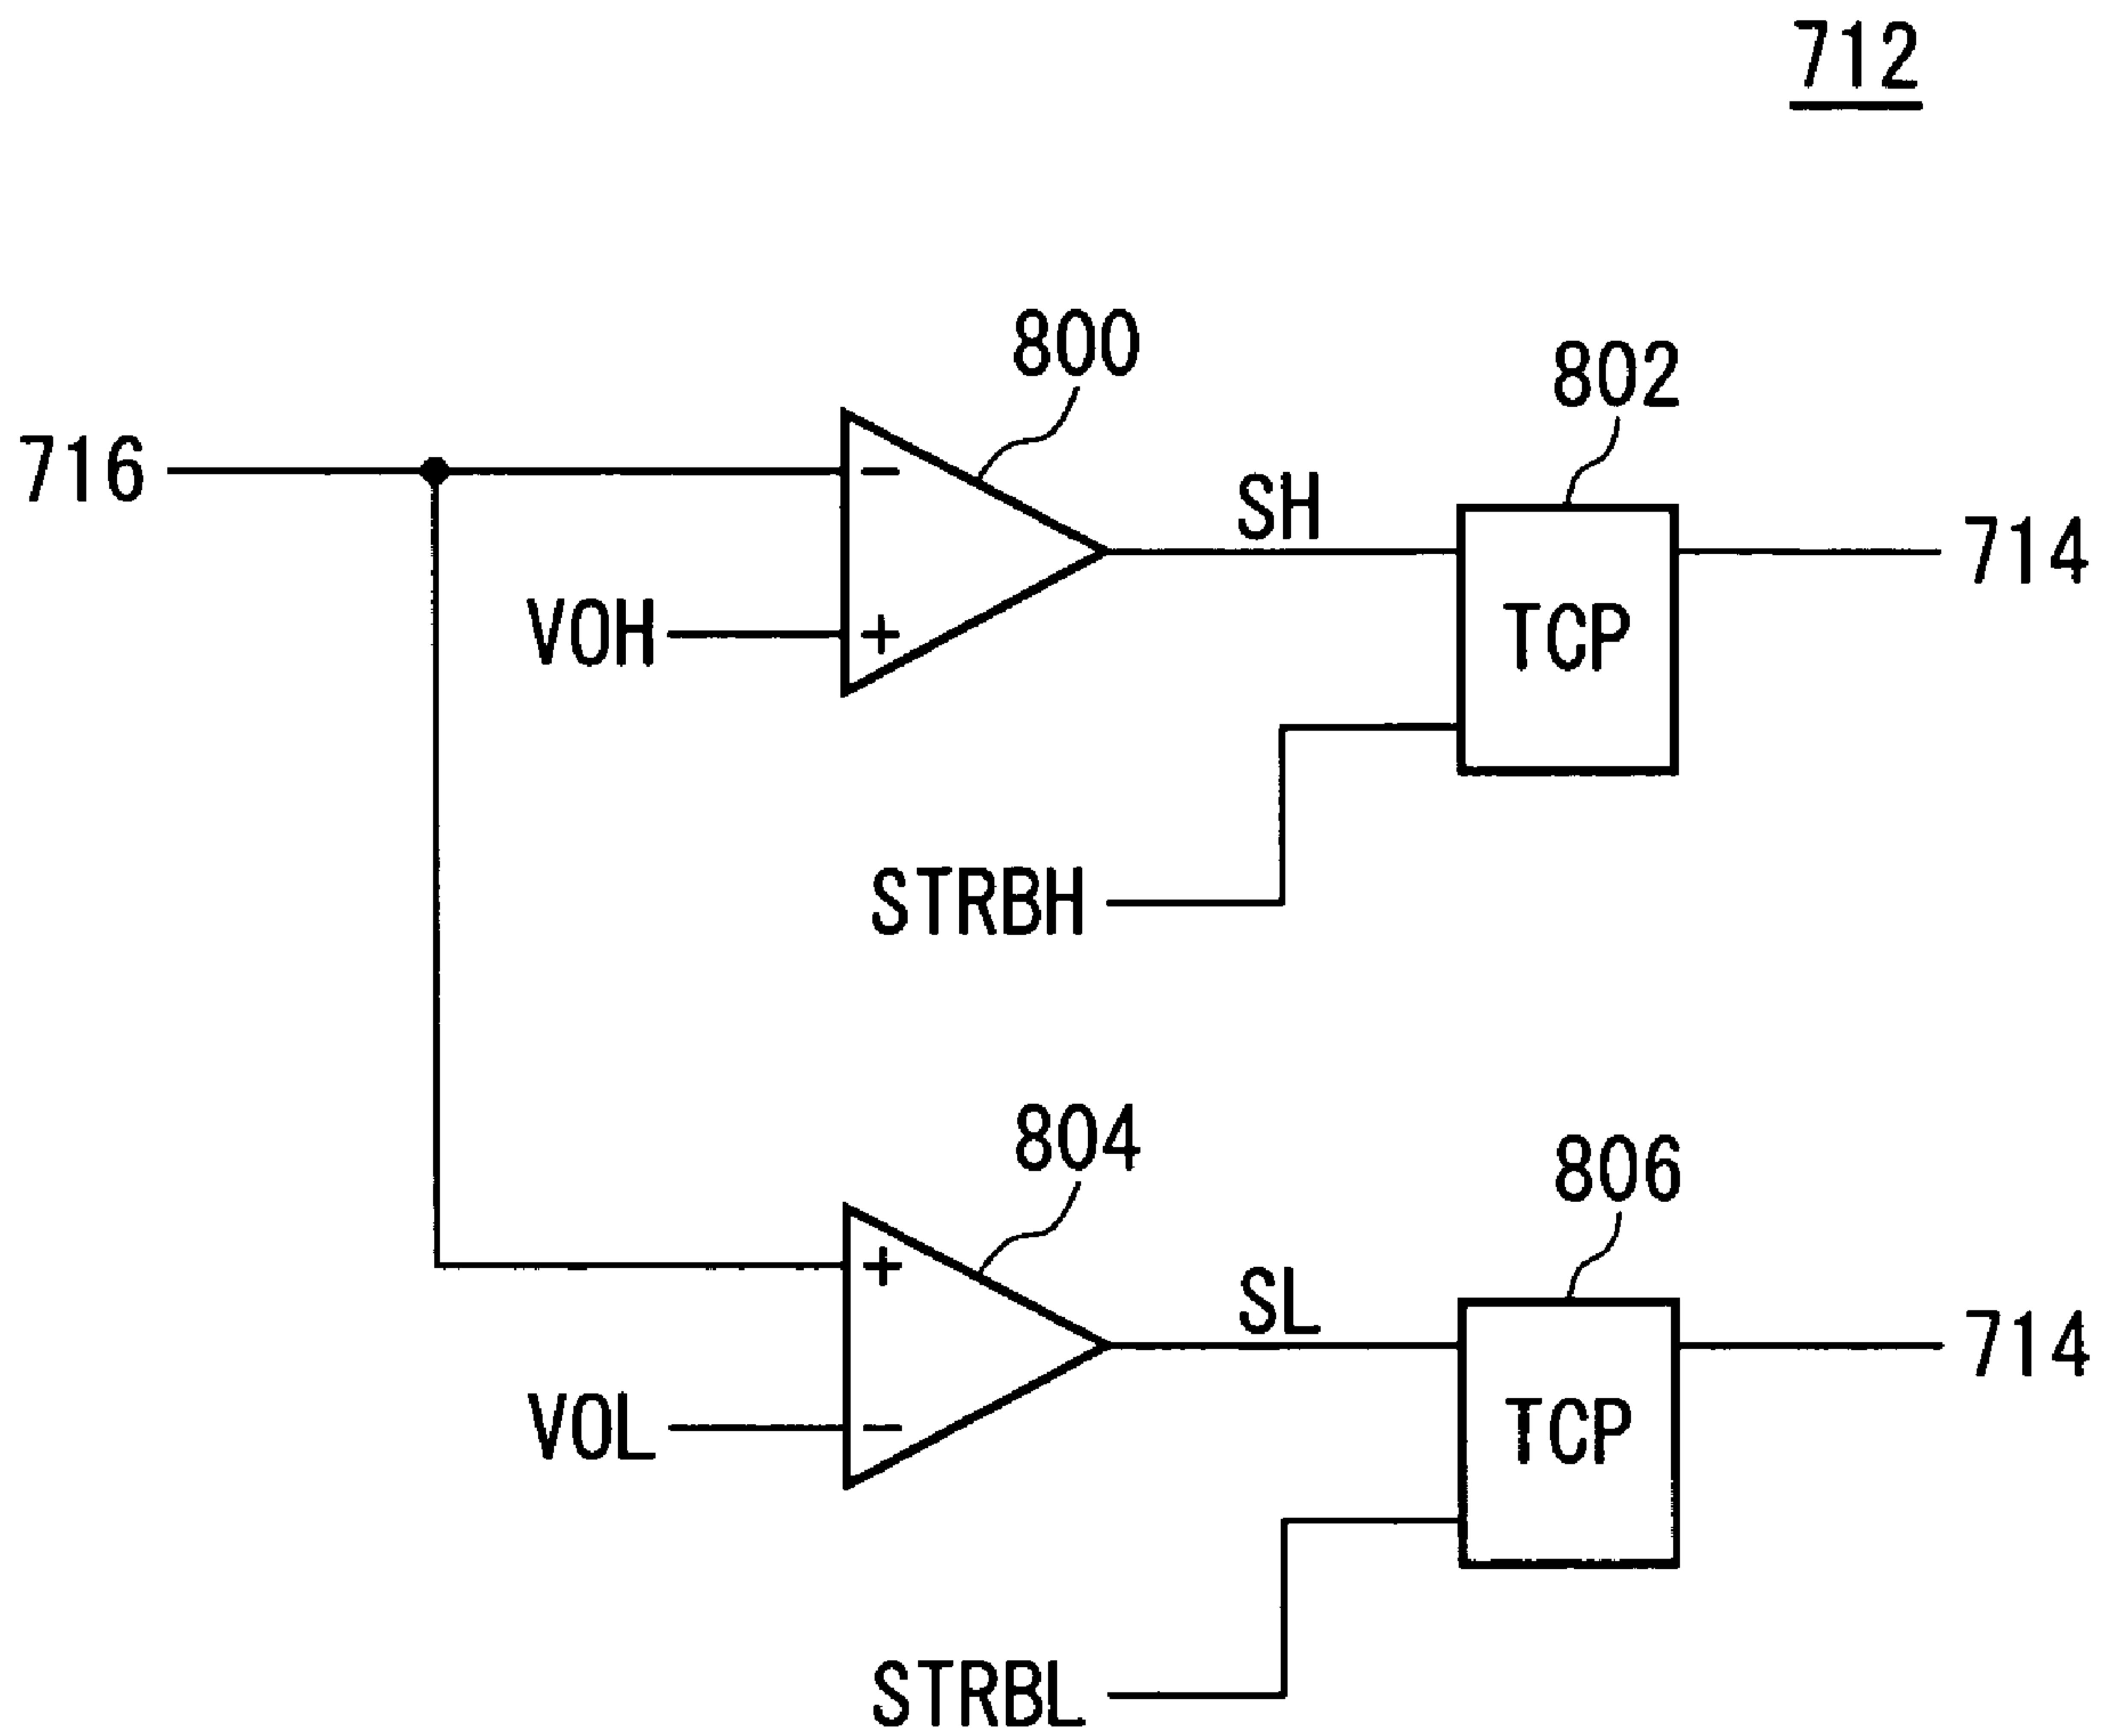 712
800
802
716
−
SH
714
VOH
+
TCP
STRBH
804
806
+
SL
714
VOL
−
TCP
STRBL